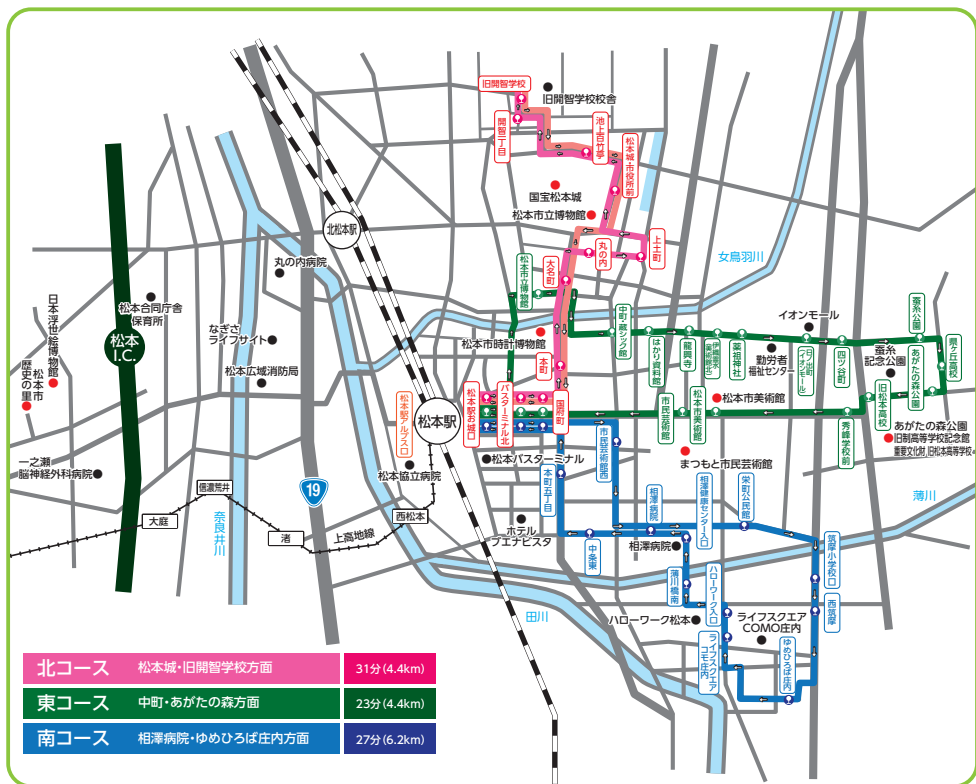 旧開智学校
旧開智学校校舎
開智二丁目
池上百竹亭
松本城・市役所前
国宝松本城
松本市立博物館
上土町
丸の内
大名町
女鳥羽川
北松本駅
丸の内病院
松本市立博物館
松本合同庁舎
保育所
日本浮世絵博物館
松本市
歴史の里
松本
I.C.
なぎさ
ライフサイト
松本広域消防局
松本市時計博物館
本町
中町・蔵シック館
はかり資料館
龍興寺
伊織霊水
美術館北
薬祖神社
勤労者
福祉センター
イオンモール
日ノ出町
(イオンモール)
四ツ谷町
蚕糸
記念公園
蚕糸公園
県ケ丘高校
あがたの森公園
旧松本高校
松本駅アルプス口
松本駅
松本駅お城口
バスターミナル北
国府町
市民芸術館
松本市美術館
松本市美術館
秀峰学校前
あがたの森公園
旧制高等学校記念館
重要文化財、旧松本高等学校
一之瀬
脳神経外科病院
松本協立病院
松本バスターミナル
市民芸術館西
まつもと市民芸術館
本町五丁目
信濃荒井
19
大庭
渚
西松本
上高地線
奈良井川
ホテル
ブエナビスタ
中条東
相澤病院
相澤病院
相澤健康センター入口
栄町公民館
薄川
筑摩小学校口
薄川橋南
ハローワーク入口
西筑摩
田川
ハローワーク松本
ライフスクエア
COMO庄内
ライフスクエア
コモ庄内
ゆめひろば庄内
北コース 松本城・旧開智学校方面 31分(4.4km)
東コース 中町・あがたの森方面 23分(4.4km)
南コース 相澤病院・ゆめひろば庄内方面 27分(6.2km)